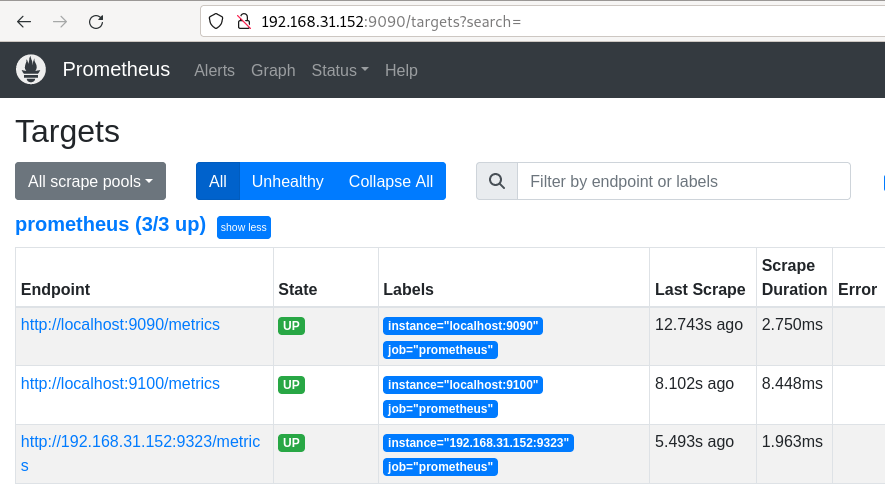 192.168.31.152:9090/targets?search=
Prometheus Alerts Graph Status Help
Targets
All scrape pools All Unhealthy Collapse All Filter by endpoint or labels
prometheus (3/3 up) show less
Endpoint State Labels Last Scrape Scrape Duration Error
http://localhost:9090/metrics UP instance="localhost:9090" 12.743s ago 2.750ms
job="prometheus"
http://localhost:9100/metrics UP instance="localhost:9100" 8.102s ago 8.448ms
job="prometheus"
http://192.168.31.152:9323/metric UP instance="192.168.31.152:9323" 5.493s ago 1.963ms
s job="prometheus"